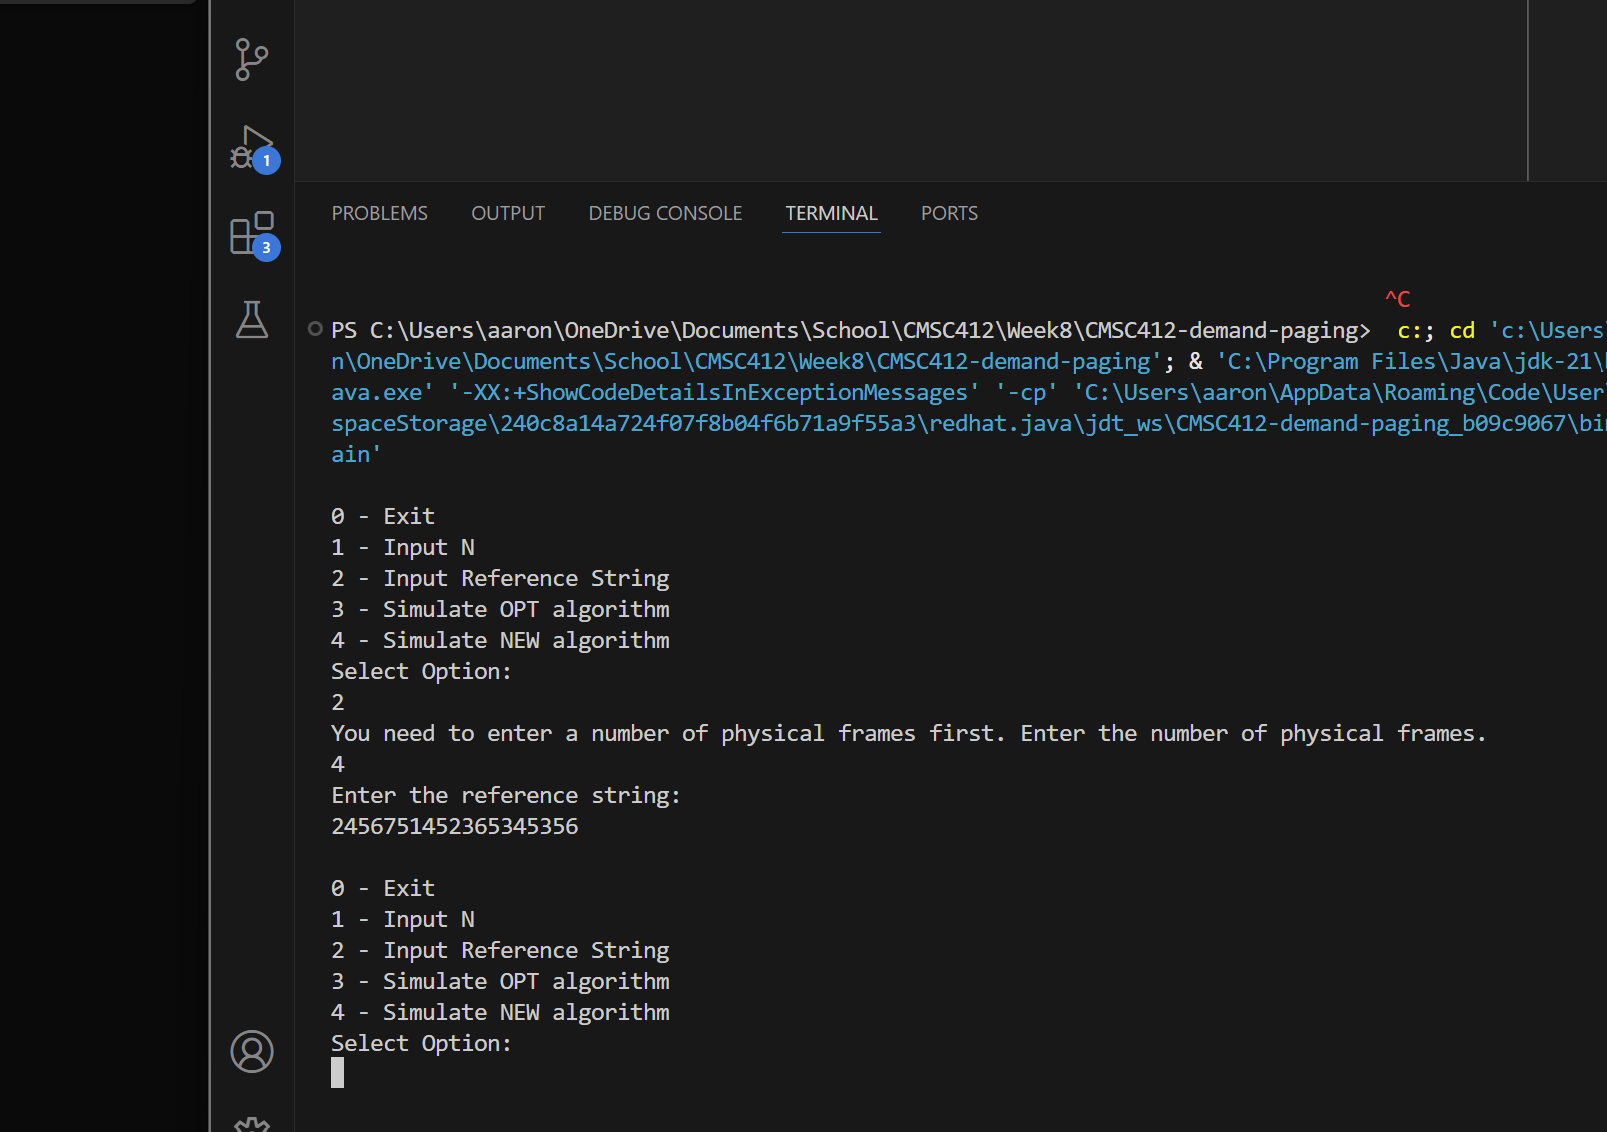 1
3
PROBLEMS OUTPUT DEBUG CONSOLE TERMINAL PORTS
^C
PS C:\Users\aaron\OneDrive\Documents\School\CMSC412\Week8\CMSC412-demand-paging> c:; cd 'c:\Users
n\OneDrive\Documents\School\CMSC412\Week8\CMSC412-demand-paging'; & 'C:\Program Files\Java\jdk-21\
ava.exe' '-XX:+ShowCodeDetailsInExceptionMessages' '-cp' 'C:\Users\aaron\AppData\Roaming\Code\User
spaceStorage\240c8a14a724f07f8b04f6b71a9f55a3\redhat.java\jdt_ws\CMSC412-demand-paging_b09c9067\bin
ain'
0 - Exit
1 - Input N
2 - Input Reference String
3 - Simulate OPT algorithm
4 - Simulate NEW algorithm
Select Option:
2
You need to enter a number of physical frames first. Enter the number of physical frames.
4
Enter the reference string:
2456751452365345356
0 - Exit
1 - Input N
2 - Input Reference String
3 - Simulate OPT algorithm
4 - Simulate NEW algorithm
Select Option: